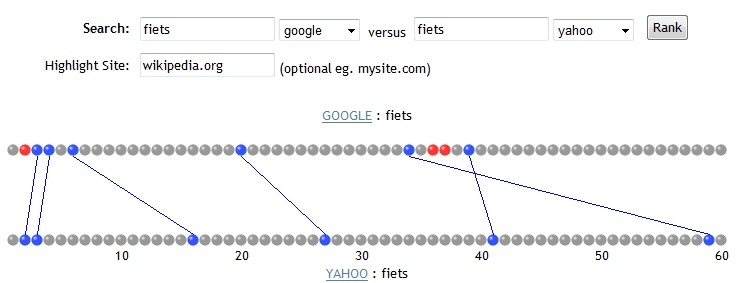 Search: fiets google versus fiets yahoo Rank
Highlight Site: wikipedia.org (optional eg. mysite.com)
GOOGLE : fiets
10 20 30 40 50 60
YAHOO : fiets